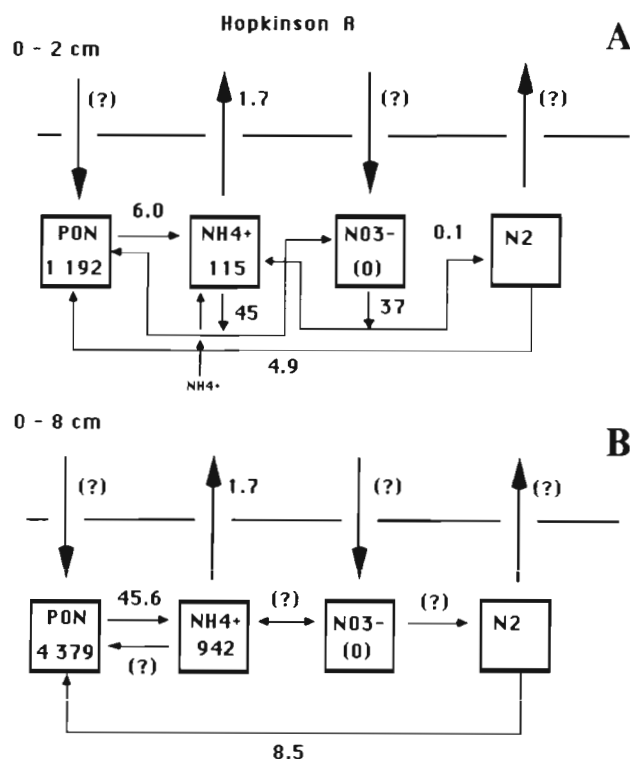 Hopkinson R
A
0 - 2 cm
(?)
1.7
(?)
(?)
6.0
0.1
PON
1 192
NH4+
115
NO3-
(0)
N2
45
37
4.9
NH4+
0 - 8 cm
B
(?)
1.7
(?)
(?)
45.6
(?)
(?)
PON
4 379
NH4+
942
NO3-
(0)
N2
(?)
8.5